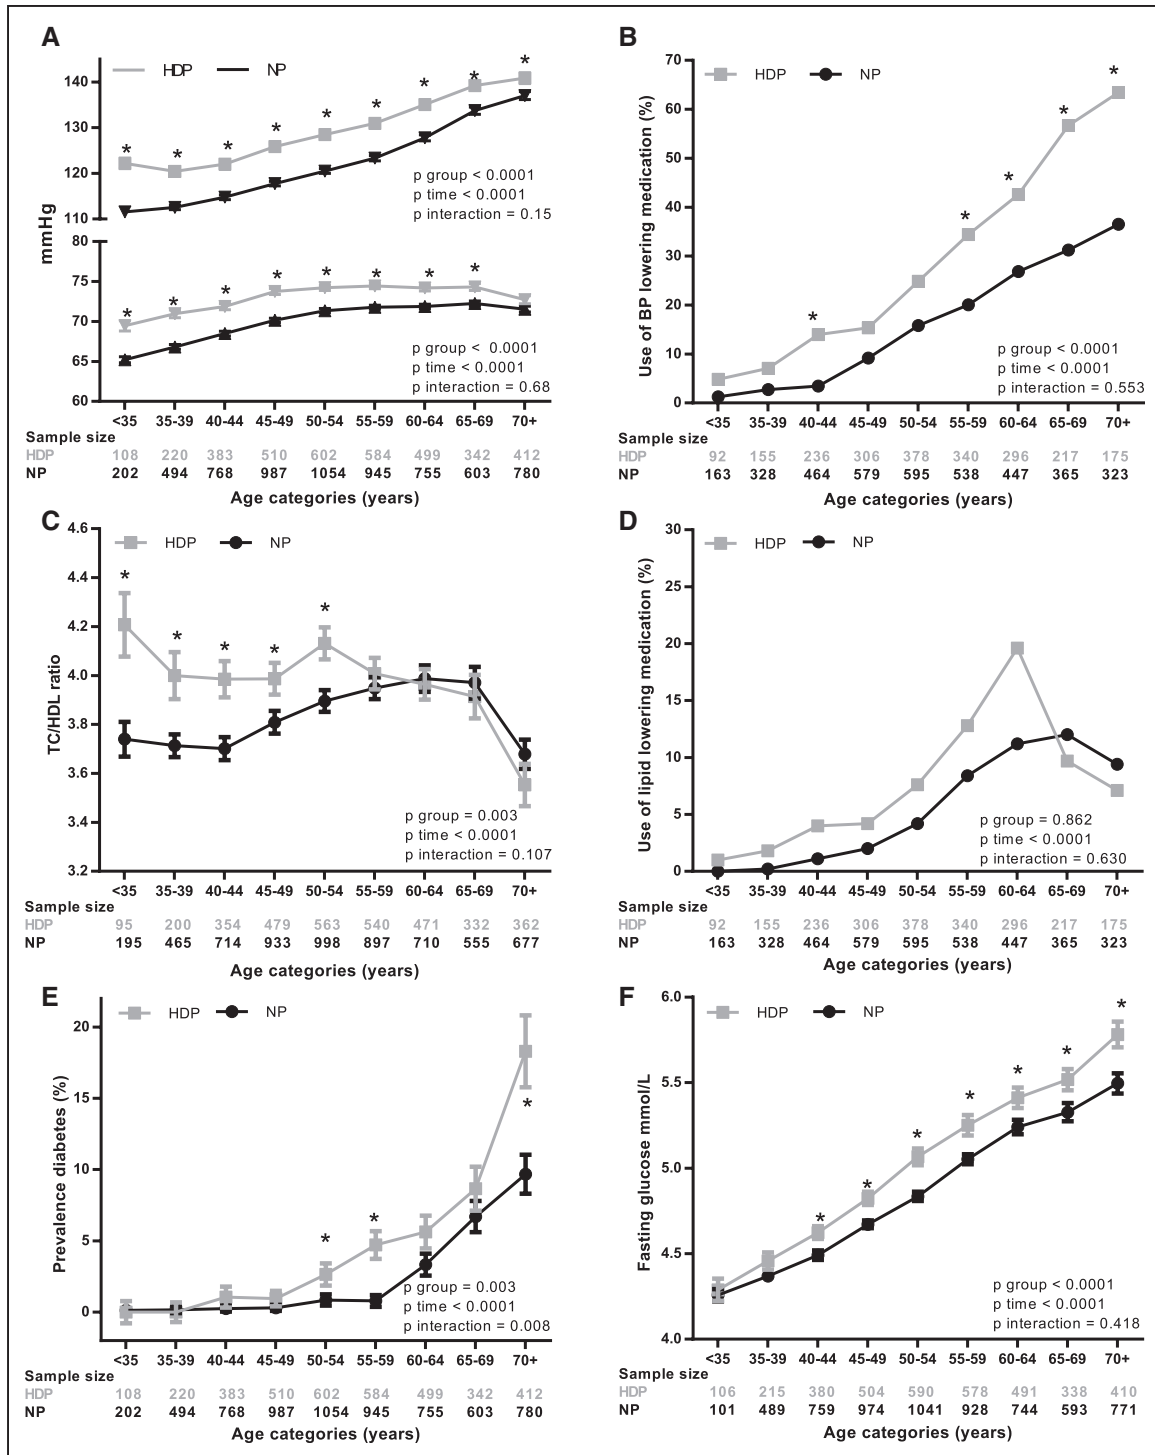 A
HDP NP
* * * * * * * * *
140
130
120
110
mmHg
p group < 0.0001
p time < 0.0001
p interaction = 0.15
80
75
70
65
60
* * * * * * * *
p group < 0.0001
p time < 0.0001
p interaction = 0.68
<35 35-39 40-44 45-49 50-54 55-59 60-64 65-69 70+
Sample size
HDP 108 220 383 510 602 584 499 342 412
NP 202 494 768 987 1054 945 755 603 780
Age categories (years)
B
HDP NP
70
60
50
40
30
20
10
0
Use of BP lowering medication (%)
* * * * *
p group < 0.0001
p time < 0.0001
p interaction = 0.553
<35 35-39 40-44 45-49 50-54 55-59 60-64 65-69 70+
Sample size
HDP 92 155 236 306 378 340 296 217 175
NP 163 328 464 579 595 538 447 365 323
Age categories (years)
C
HDP NP
4.6
4.4
4.2
4.0
3.8
3.6
3.4
3.2
TC/HDL ratio
* * * * *
p group = 0.003
p time < 0.0001
p interaction = 0.107
<35 35-39 40-44 45-49 50-54 55-59 60-64 65-69 70+
Sample size
HDP 95 200 354 479 563 540 471 332 362
NP 195 465 714 933 998 897 710 555 677
Age categories (years)
D
HDP NP
30
25
20
15
10
5
0
Use of lipid lowering medication (%)
p group = 0.862
p time < 0.0001
p interaction = 0.630
<35 35-39 40-44 45-49 50-54 55-59 60-64 65-69 70+
Sample size
HDP 92 155 236 306 378 340 296 217 175
NP 163 328 464 579 595 538 447 365 323
Age categories (years)
E
HDP NP
20
15
10
5
0
Prevalence diabetes (%)
* * *
p group = 0.003
p time < 0.0001
p interaction = 0.008
<35 35-39 40-44 45-49 50-54 55-59 60-64 65-69 70+
Sample size
HDP 108 220 383 510 602 584 499 342 412
NP 202 494 768 987 1054 945 755 603 780
Age categories (years)
F
HDP NP
6.0
5.5
5.0
4.5
4.0
Fasting glucose mmol/L
* * * * * * *
p group < 0.0001
p time < 0.0001
p interaction = 0.418
<35 35-39 40-44 45-49 50-54 55-59 60-64 65-69 70+
Sample size
HDP 106 215 380 504 590 578 491 338 410
NP 101 489 759 974 1041 928 744 593 771
Age categories (years)